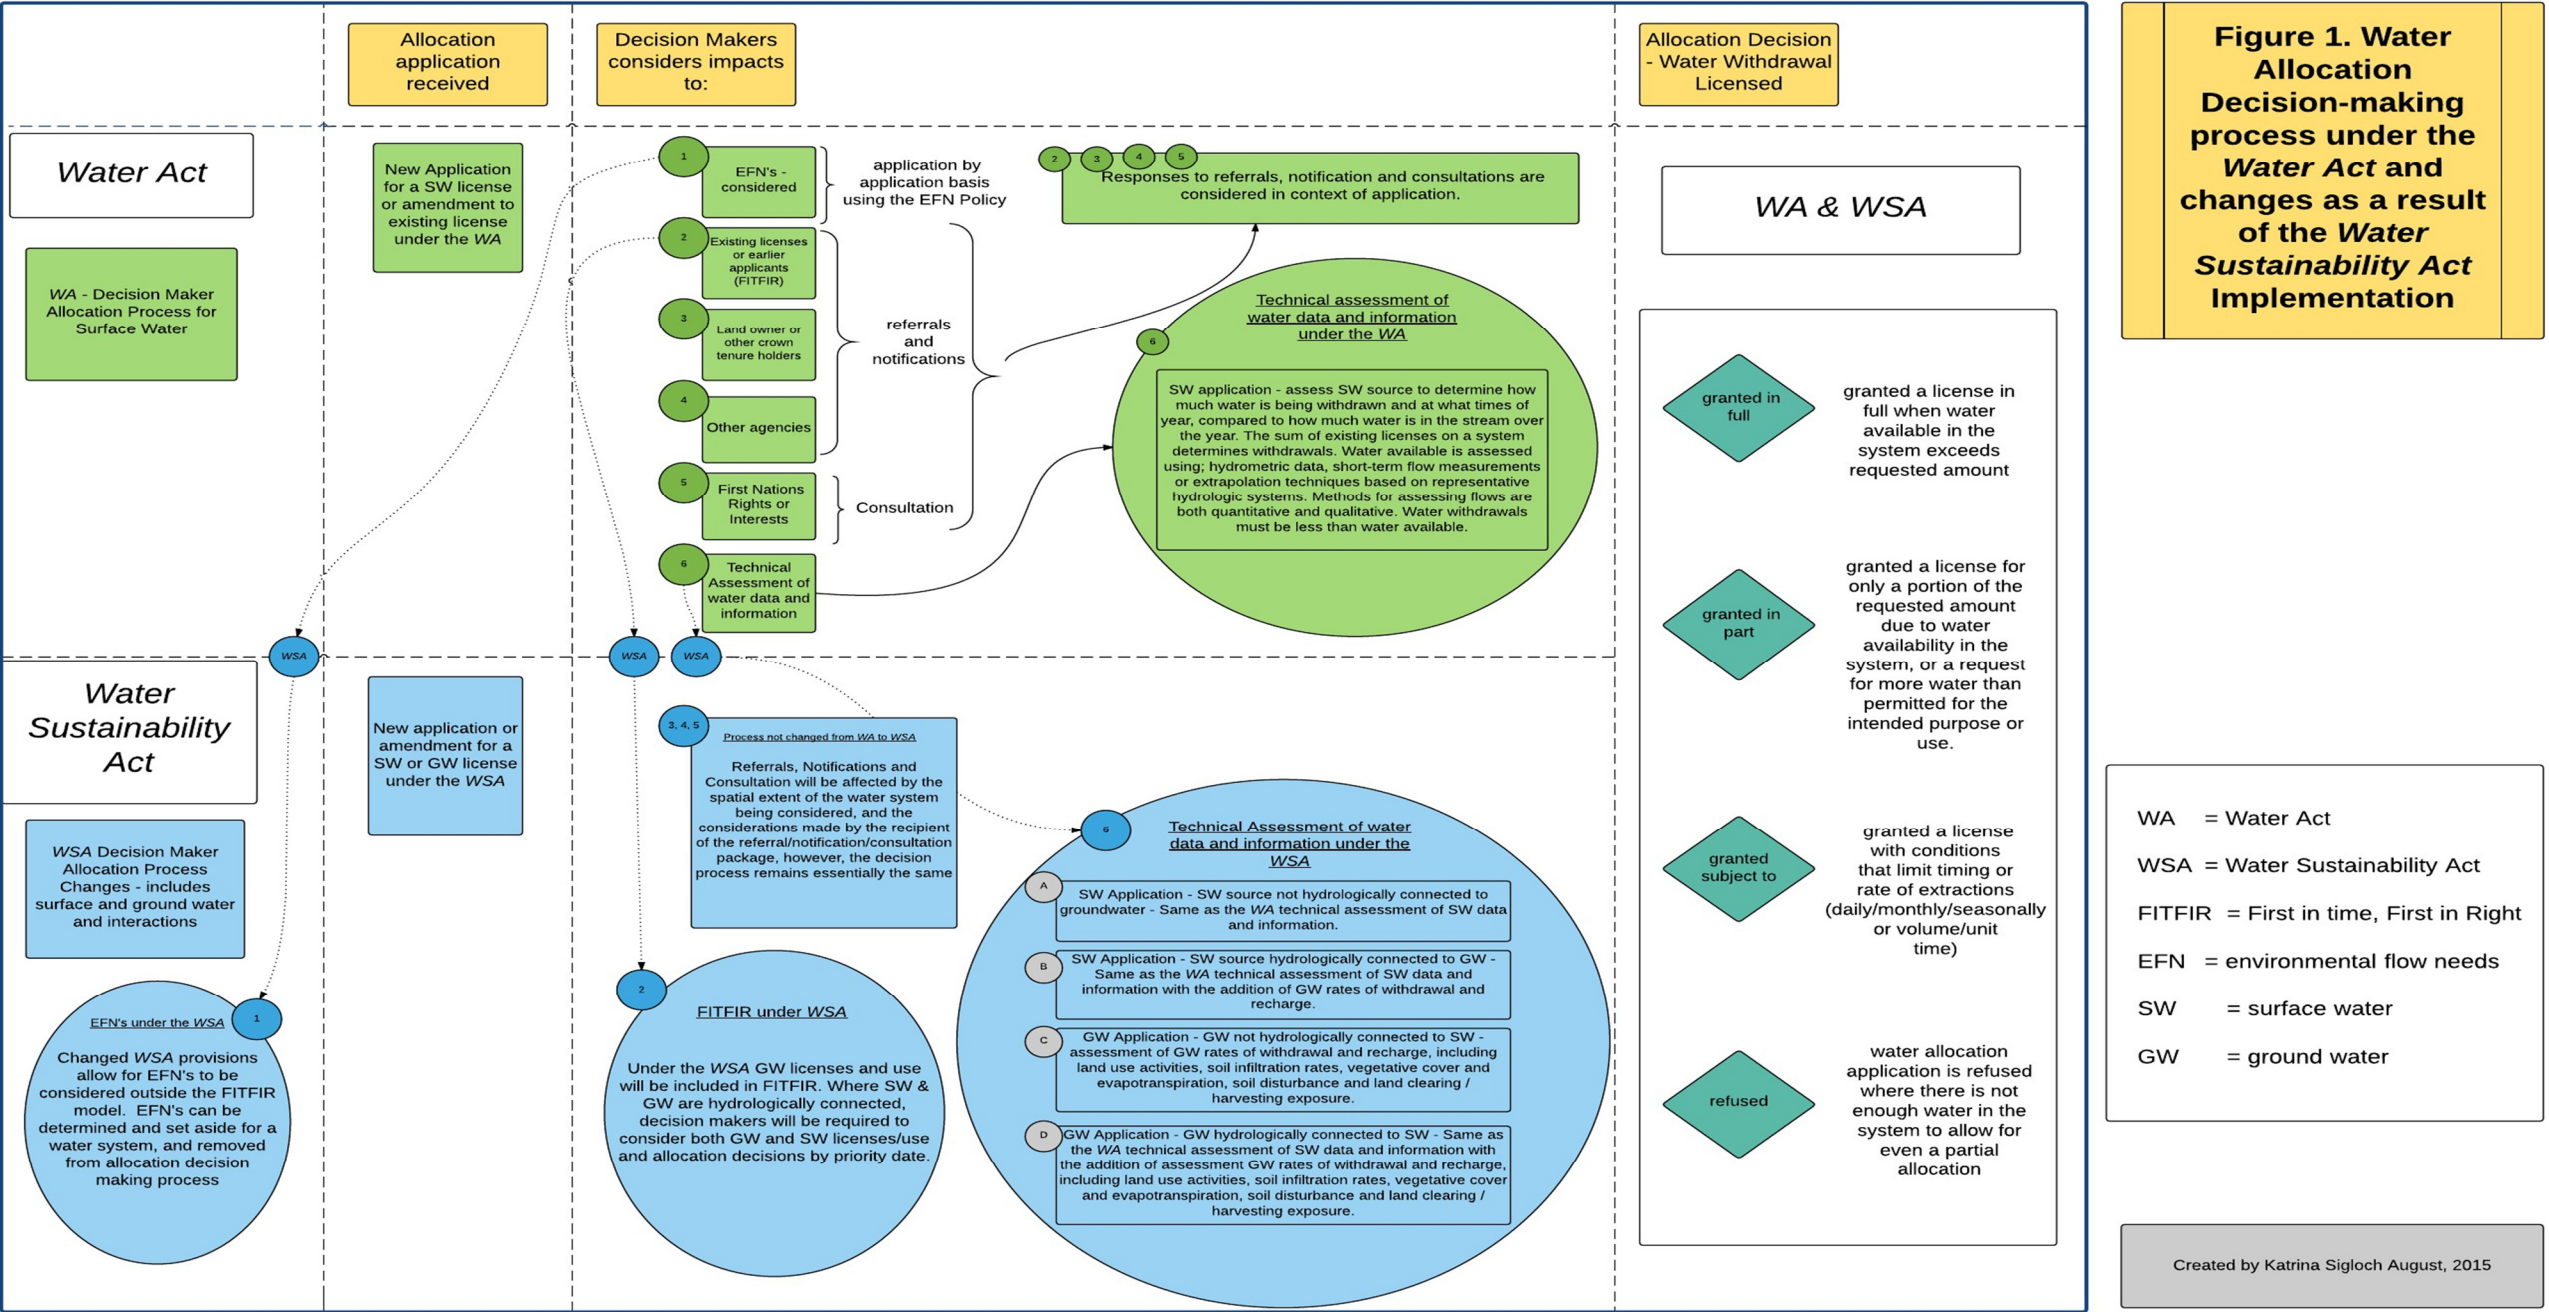 Allocation
application
received
Decision Makers
considers impacts
to:
Allocation Decision
- Water Withdrawal
Licensed
Figure 1. Water
Allocation
Decision-making
process under the
Water Act and
changes as a result
of the Water
Sustainability Act
Implementation
Water Act
WA - Decision Maker
Allocation Process for
Surface Water
New Application
for a SW license
or amendment to
existing license
under the WA
1
EFN's -
considered
application by
application basis
using the EFN Policy
2
Existing licenses
or earlier
applicants
(FITFIR)
3
Land owner or
other crown
tenure holders
4
Other agencies
referrals
and
notifications
5
First Nations
Rights or
Interests
Consultation
6
Technical
Assessment of
water data and
information
2 3 4 5
Responses to referrals, notification and consultations are
considered in context of application.
6
Technical assessment of
water data and information
under the WA
SW application - assess SW source to determine how
much water is being withdrawn and at what times of
year, compared to how much water is in the stream over
the year. The sum of existing licenses on a system
determines withdrawals. Water available is assessed
using; hydrometric data, short-term flow measurements
or extrapolation techniques based on representative
hydrologic systems. Methods for assessing flows are
both quantitative and qualitative. Water withdrawals
must be less than water available.
WSA
WSA
WSA
Water
Sustainability
Act
WSA Decision Maker
Allocation Process
Changes - includes
surface and ground water
and interactions
1
EFN's under the WSA
Changed WSA provisions
allow for EFN's to be
considered outside the FITFIR
model. EFN's can be
determined and set aside for a
water system, and removed
from allocation decision
making process
New application or
amendment for a
SW or GW license
under the WSA
3, 4, 5
Process not changed from WA to WSA
Referrals, Notifications and
Consultation will be affected by the
spatial extent of the water system
being considered, and the
considerations made by the recipient
of the referral/notification/consultation
package, however, the decision
process remains essentially the same
2
FITFIR under WSA
Under the WSA GW licenses and use
will be included in FITFIR. Where SW &
GW are hydrologically connected,
decision makers will be required to
consider both GW and SW licenses/use
and allocation decisions by priority date.
6
Technical Assessment of water
data and information under the
WSA
A
SW Application - SW source not hydrologically connected to
groundwater - Same as the WA technical assessment of SW data
and information.
B
SW Application - SW source hydrologically connected to GW -
Same as the WA technical assessment of SW data and
information with the addition of GW rates of withdrawal and
recharge.
C
GW Application - GW not hydrologically connected to SW -
assessment of GW rates of withdrawal and recharge, including
land use activities, soil infiltration rates, vegetative cover and
evapotranspiration, soil disturbance and land clearing /
harvesting exposure.
D
GW Application - GW hydrologically connected to SW - Same as
the WA technical assessment of SW data and information with
the addition of assessment GW rates of withdrawal and recharge,
including land use activities, soil infiltration rates, vegetative cover
and evapotranspiration, soil disturbance and land clearing /
harvesting exposure.
WA & WSA
granted in
full
granted a license in
full when water
available in the
system exceeds
requested amount
granted in
part
granted a license for
only a portion of the
requested amount
due to water
availability in the
system, or a request
for more water than
permitted for the
intended purpose or
use.
granted
subject to
granted a license
with conditions
that limit timing or
rate of extractions
(daily/monthly/seasonally
or volume/unit
time)
refused
water allocation
application is refused
where there is not
enough water in the
system to allow for
even a partial
allocation
WA = Water Act
WSA = Water Sustainability Act
FITFIR = First in time, First in Right
EFN = environmental flow needs
SW = surface water
GW = ground water
Created by Katrina Sigloch August, 2015